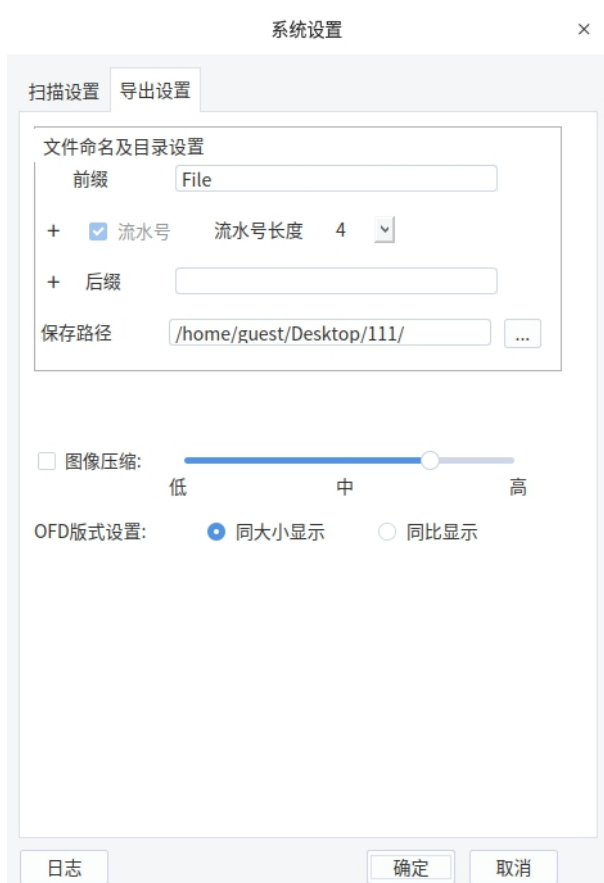 系统设置 ×
扫描设置 导出设置
文件命名及目录设置
前缀 File
+ 流水号 流水号长度 4
+ 后缀
保存路径 /home/guest/Desktop/111/ ...
图像压缩:
低 中 高
OFD版式设置: 同大小显示 同比显示
日志 确定 取消